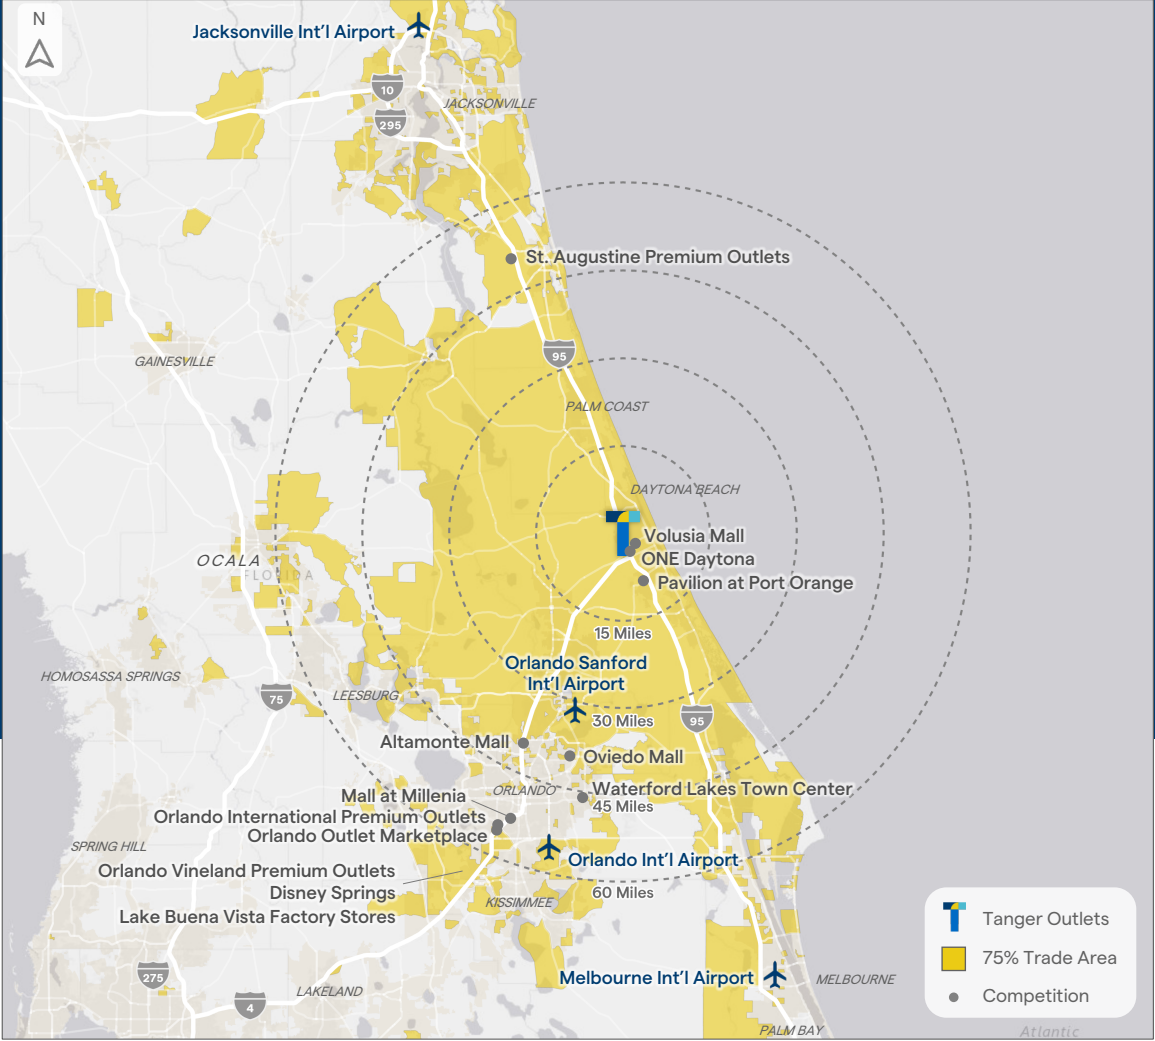 N
Jacksonville Int'l Airport
10
JACKSONVILLE
295
St. Augustine Premium Outlets
95
GAINESVILLE
PALM COAST
DAYTONA BEACH
Volusia Mall
ONE Daytona
OCALA
FLORIDA
Pavilion at Port Orange
15 Miles
Orlando Sanford
Int'l Airport
HOMOSASSA SPRINGS
75
LEESBURG
30 Miles
95
Altamonte Mall
Oviedo Mall
ORLANDO
Waterford Lakes Town Center
Mall at Millenia
45 Miles
Orlando International Premium Outlets
Orlando Outlet Marketplace
SPRING HILL
Orlando Int'l Airport
Orlando Vineland Premium Outlets
Disney Springs
60 Miles
KISSIMMEE
Lake Buena Vista Factory Stores
Tanger Outlets
75% Trade Area
Competition
275
Melbourne Int'l Airport
MELBOURNE
LAKELAND
4
PALM BAY
Atlantic